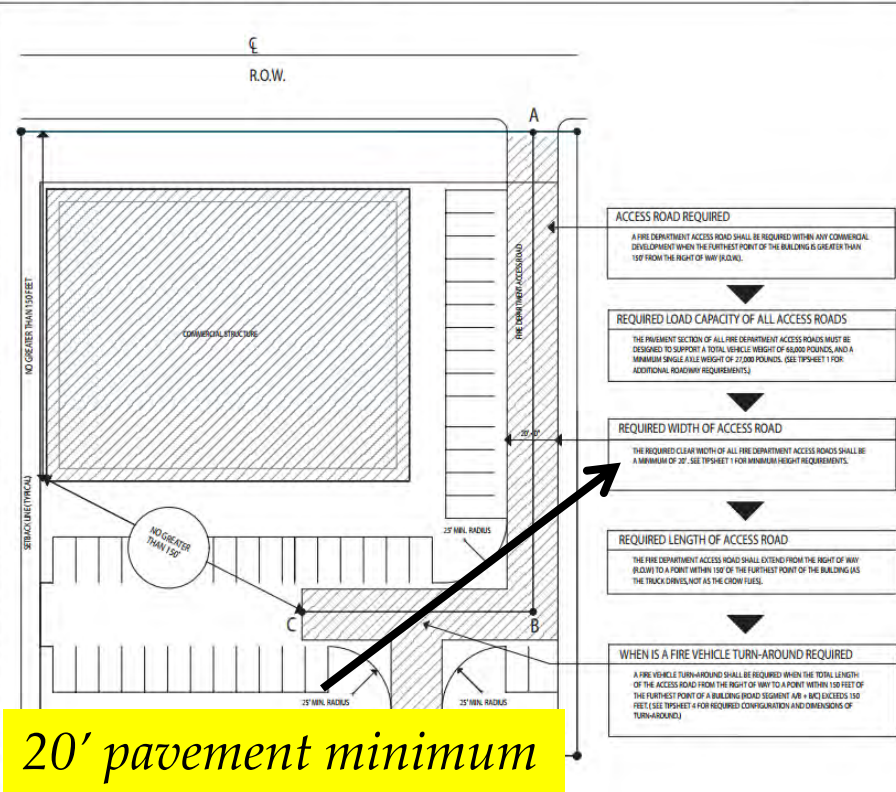 ℄
R.O.W.
A
NO GREATER THAN 150 FEET
SETBACK LINE (TYPICAL)
COMMERCIAL STRUCTURE
FIRE DEPARTMENT ACCESS ROAD
20'-0"
NO GREATER
THAN 150'
25' MIN. RADIUS
C
B
25' MIN. RADIUS
25' MIN. RADIUS
ACCESS ROAD REQUIRED
A FIRE DEPARTMENT ACCESS ROAD SHALL BE REQUIRED WITHIN ANY COMMERCIAL
DEVELOPMENT WHEN THE FURTHEST POINT OF THE BUILDING IS GREATER THAN
150' FROM THE RIGHT OF WAY (R.O.W.).
REQUIRED LOAD CAPACITY OF ALL ACCESS ROADS
THE PAVEMENT SECTION OF ALL FIRE DEPARTMENT ACCESS ROADS MUST BE
DESIGNED TO SUPPORT A TOTAL VEHICLE WEIGHT OF 68,000 POUNDS, AND A
MINIMUM SINGLE AXLE WEIGHT OF 27,000 POUNDS. (SEE TIPSHEET 1 FOR
ADDITIONAL ROADWAY REQUIREMENTS.)
REQUIRED WIDTH OF ACCESS ROAD
THE REQUIRED CLEAR WIDTH OF ALL FIRE DEPARTMENT ACCESS ROADS SHALL BE
A MINIMUM OF 20'. SEE TIPSHEET 1 FOR MINIMUM HEIGHT REQUIREMENTS.
REQUIRED LENGTH OF ACCESS ROAD
THE FIRE DEPARTMENT ACCESS ROAD SHALL EXTEND FROM THE RIGHT OF WAY
(R.O.W) TO A POINT WITHIN 150' OF THE FURTHEST POINT OF THE BUILDING (AS
THE TRUCK DRIVES, NOT AS THE CROW FLIES).
WHEN IS A FIRE VEHICLE TURN-AROUND REQUIRED
A FIRE VEHICLE TURN-AROUND SHALL BE REQUIRED WHEN THE TOTAL LENGTH
OF THE ACCESS ROAD FROM THE RIGHT OF WAY TO A POINT WITHIN 150 FEET OF
THE FURTHEST POINT OF A BUILDING (ROAD SEGMENT A/B + B/C) EXCEEDS 150
FEET. ( SEE TIPSHEET 4 FOR REQUIRED CONFIGURATION AND DIMENSIONS OF
TURN-AROUND.)
20' pavement minimum